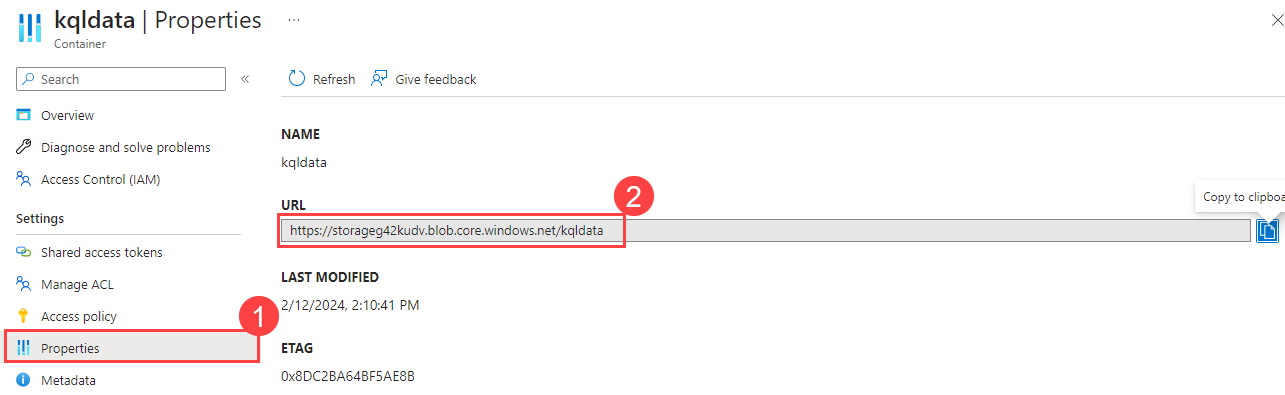 kqldata | Properties ...
Container
Search «
Refresh Give feedback
Overview
Diagnose and solve problems
Access Control (IAM)
Settings
Shared access tokens
Manage ACL
Access policy
1
Properties
Metadata
NAME
kqldata
2
URL
Copy to clipboa
https://storageg42kudv.blob.core.windows.net/kqldata
LAST MODIFIED
2/12/2024, 2:10:41 PM
ETAG
0x8DC2BA64BF5AE8B